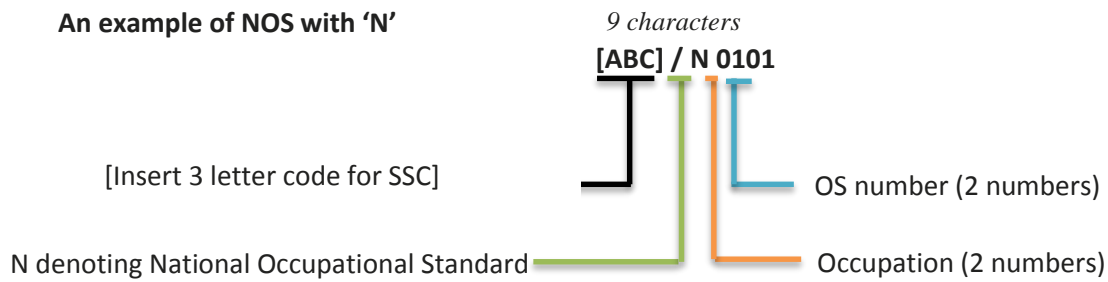 An example of NOS with ‘N’
9 characters
[ABC] / N 0101
[Insert 3 letter code for SSC]
OS number (2 numbers)
N denoting National Occupational Standard
Occupation (2 numbers)